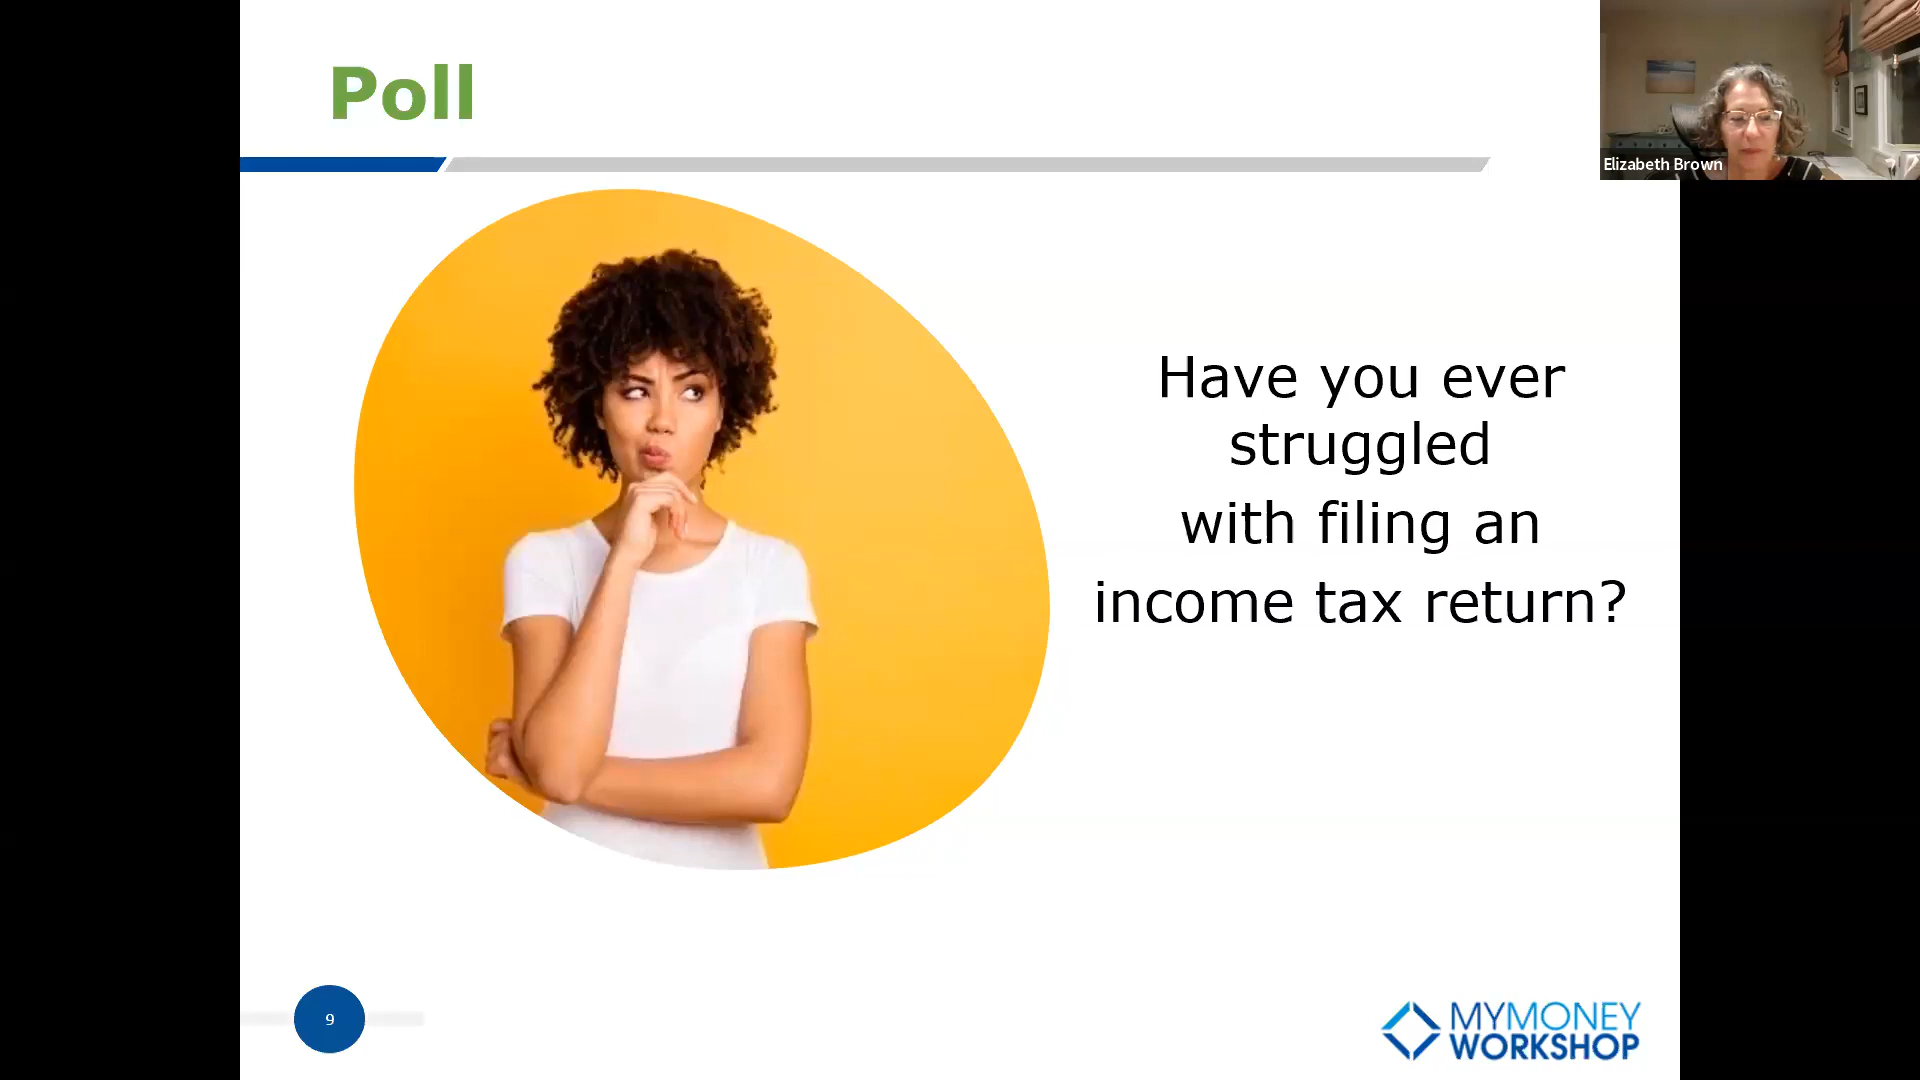 Poll
Elizabeth Brown
Have you ever
struggled
with filing an
income tax return?
9
MYMONEY
WORKSHOP